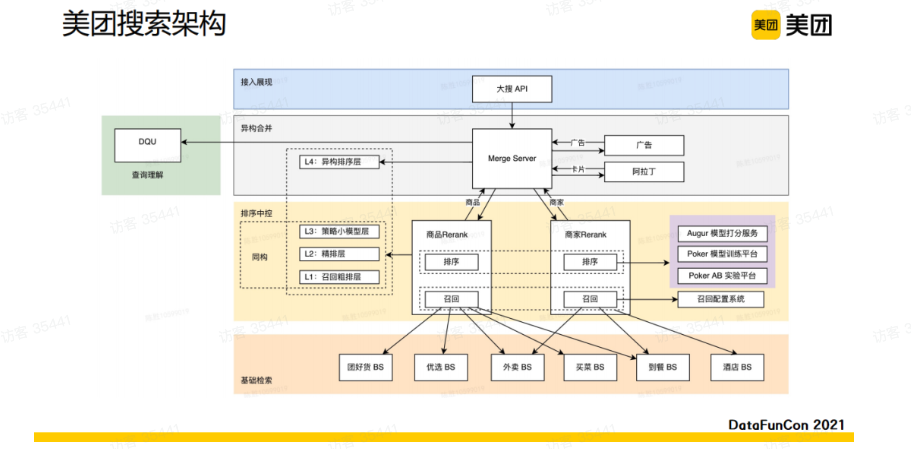 美团搜索架构
美团 美团
接入展现
大搜 API
异构合并
DQU
查询理解
Merge Server
广告
广告
卡片
阿拉丁
L4：异构排序层
商品
商家
排序中控
同构
L3：策略小模型层
L2：精排层
L1：召回粗排层
商品Rerank
排序
召回
商家Rerank
排序
召回
Augur 模型打分服务
Poker 模型训练平台
Poker AB 实验平台
召回配置系统
团好货 BS
优选 BS
外卖 BS
买菜 BS
到餐 BS
酒店 BS
基础检索
DataFunCon 2021
访客 35441